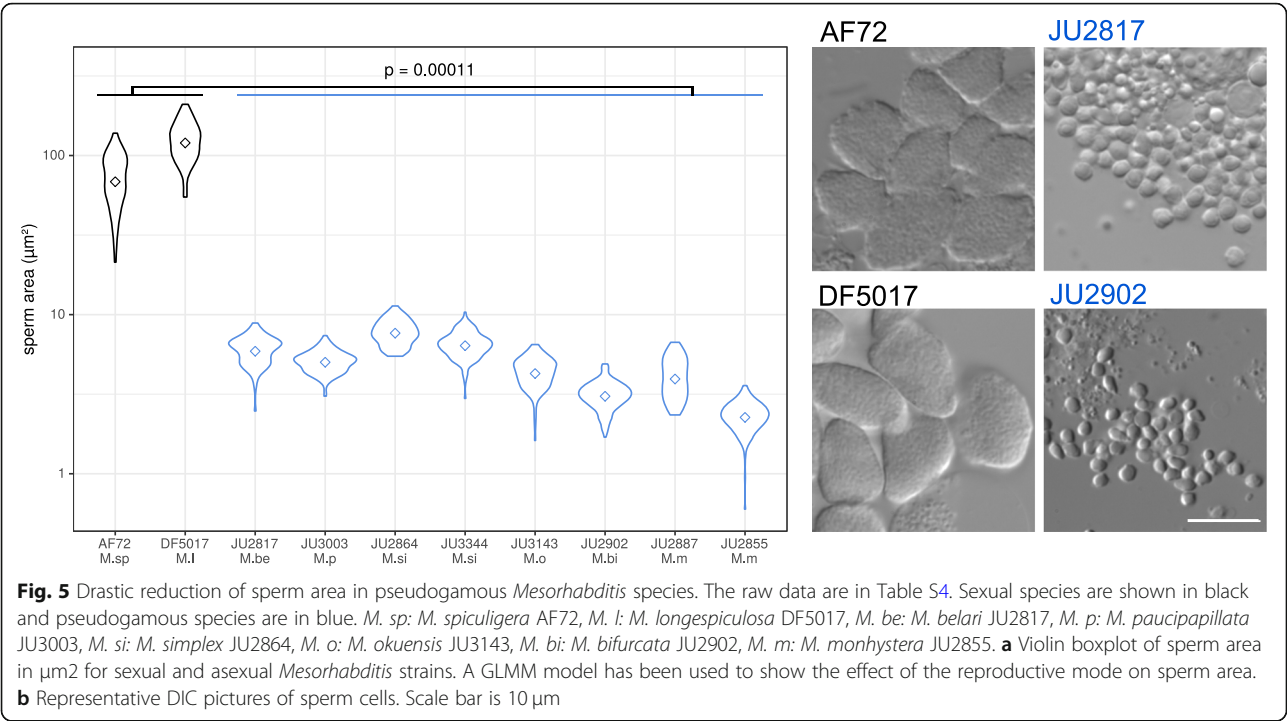 AF72
JU2817
p = 0.00011
100
10
1
sperm area (µm²)
AF72
M.sp
DF5017
M.l
JU2817
M.be
JU3003
M.p
JU2864
M.si
JU3344
M.si
JU3143
M.o
JU2902
M.bi
JU2887
M.m
JU2855
M.m
DF5017
JU2902
Fig. 5 Drastic reduction of sperm area in pseudogamous Mesorhabditis species. The raw data are in Table S4. Sexual species are shown in black
and pseudogamous species are in blue. M. sp: M. spiculigera AF72, M. l: M. longespiculosa DF5017, M. be: M. belari JU2817, M. p: M. paucipapillata
JU3003, M. si: M. simplex JU2864, M. o: M. okuensis JU3143, M. bi: M. bifurcata JU2902, M. m: M. monhystera JU2855. a Violin boxplot of sperm area
in µm2 for sexual and asexual Mesorhabditis strains. A GLMM model has been used to show the effect of the reproductive mode on sperm area.
b Representative DIC pictures of sperm cells. Scale bar is 10 µm